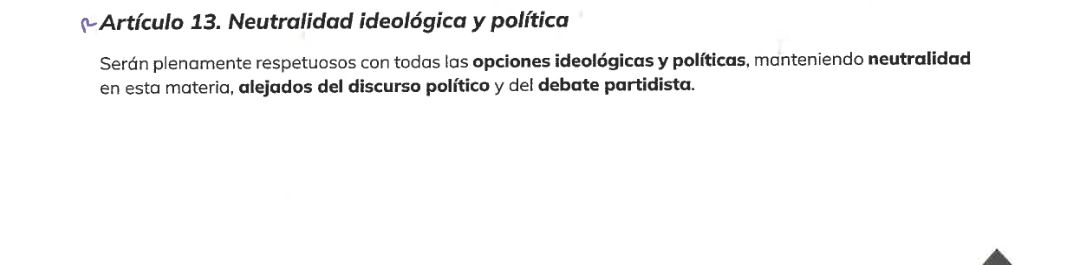 Artículo 13. Neutralidad ideológica y política
Serán plenamente respetuosos con todas las opciones ideológicas y políticas, manteniendo neutralidad
en esta materia, alejados del discurso político y del debate partidista.